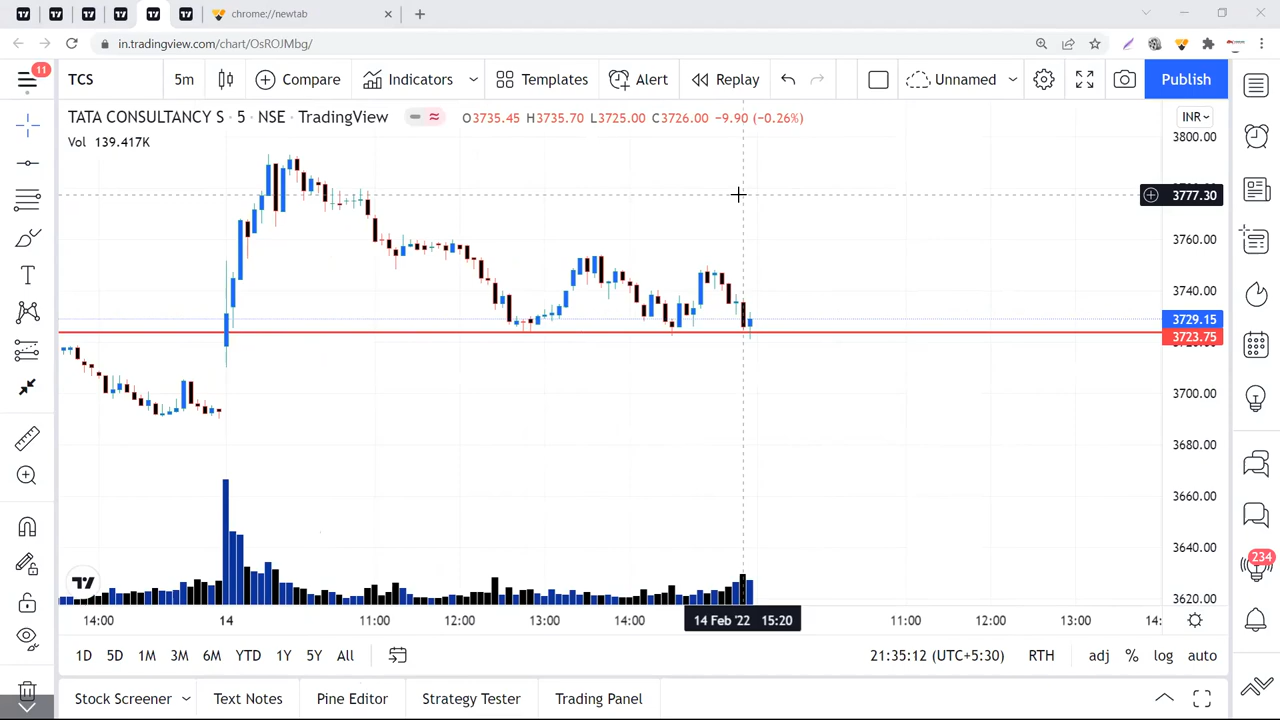 chrome://newtab
in.tradingview.com/chart/OsROJMbg/
11
TCS 5m Compare Indicators Templates Alert Replay Unnamed Publish
TATA CONSULTANCY S · 5 · NSE · TradingView O3735.45 H3735.70 L3725.00 C3726.00 −9.90 (−0.26%)
INR
Vol 139.417K
3800.00
3777.30
3760.00
3740.00
3729.15
3723.75
3700.00
3680.00
3660.00
3640.00
3620.00
234
14:00 14 11:00 12:00 13:00 14:00 14 Feb '22 15:20 11:00 12:00 13:00 14:
1D 5D 1M 3M 6M YTD 1Y 5Y All 21:35:12 (UTC+5:30) RTH adj % log auto
Stock Screener Text Notes Pine Editor Strategy Tester Trading Panel